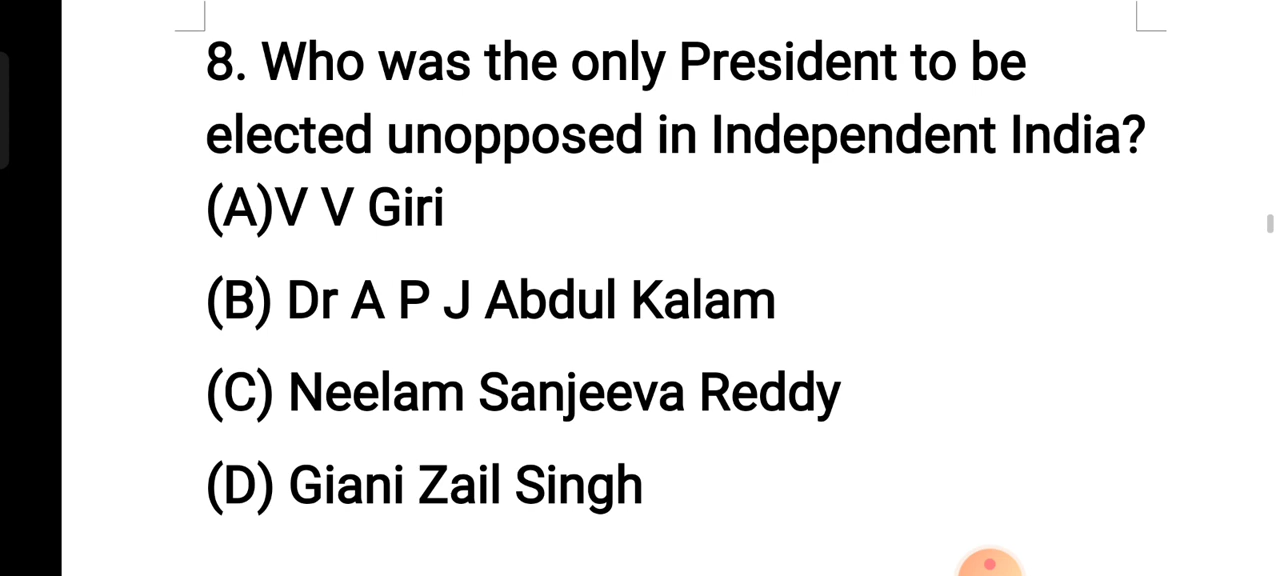 8. Who was the only President to be
elected unopposed in Independent India?
(A)V V Giri
(B) Dr A P J Abdul Kalam
(C) Neelam Sanjeeva Reddy
(D) Giani Zail Singh